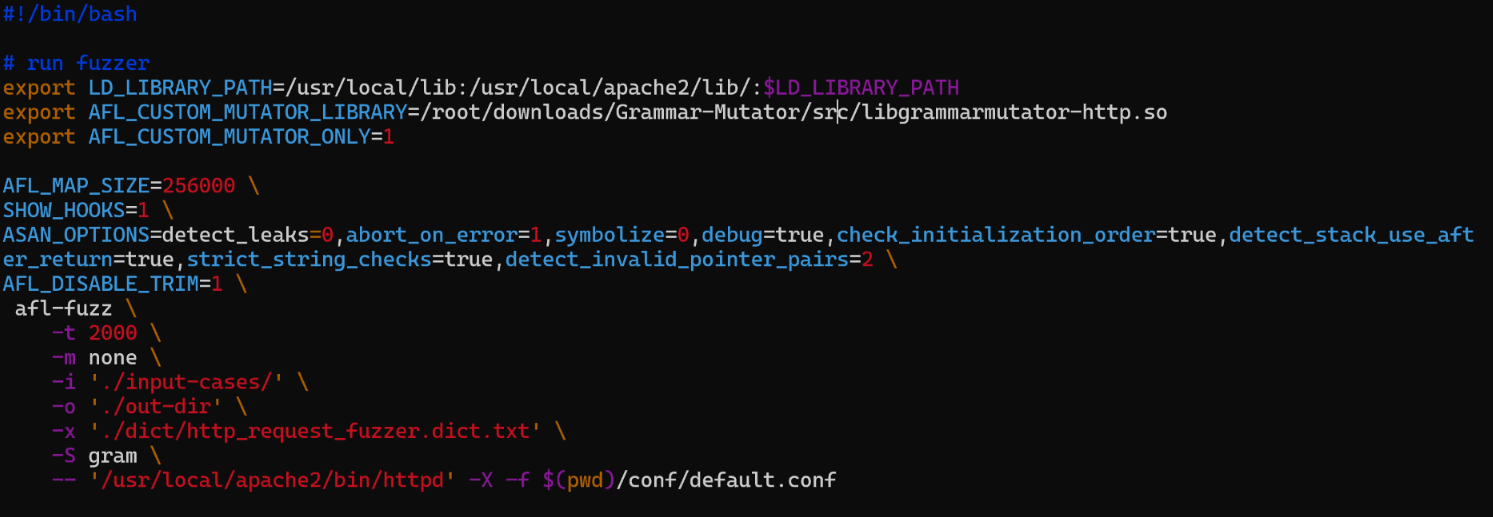 #!/bin/bash
# run fuzzer
export LD_LIBRARY_PATH=/usr/local/lib:/usr/local/apache2/lib/:$LD_LIBRARY_PATH
export AFL_CUSTOM_MUTATOR_LIBRARY=/root/downloads/Grammar-Mutator/src/libgrammarmutator-http.so
export AFL_CUSTOM_MUTATOR_ONLY=1
AFL_MAP_SIZE=256000 \
SHOW_HOOKS=1 \
ASAN_OPTIONS=detect_leaks=0,abort_on_error=1,symbolize=0,debug=true,check_initialization_order=true,detect_stack_use_aft
er_return=true,strict_string_checks=true,detect_invalid_pointer_pairs=2 \
AFL_DISABLE_TRIM=1 \
 afl-fuzz \
    -t 2000 \
    -m none \
    -i './input-cases/' \
    -o './out-dir' \
    -x './dict/http_request_fuzzer.dict.txt' \
    -S gram \
    -- '/usr/local/apache2/bin/httpd' -X -f $(pwd)/conf/default.conf